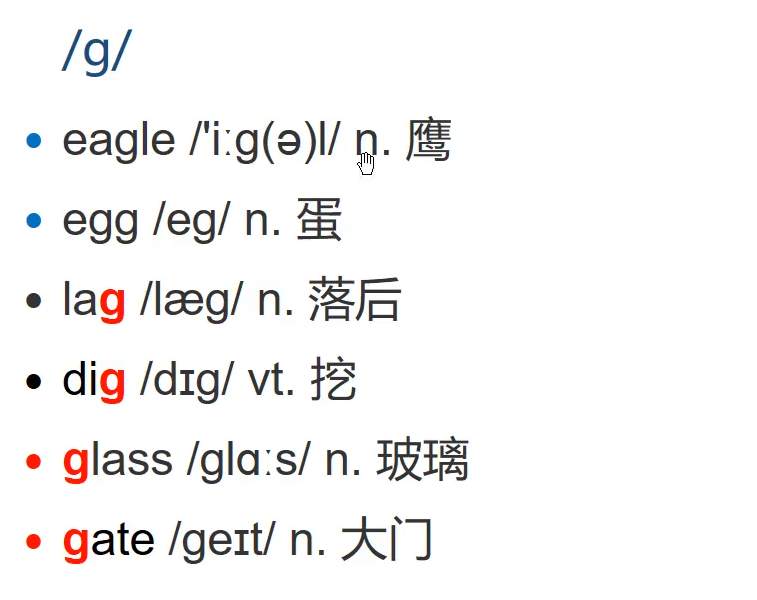 /g/
• eagle /'iːg(ə)l/ n. 鹰
• egg /eg/ n. 蛋
• lag /læg/ n. 落后
• dig /dɪg/ vt. 挖
• glass /glɑːs/ n. 玻璃
• gate /geɪt/ n. 大门